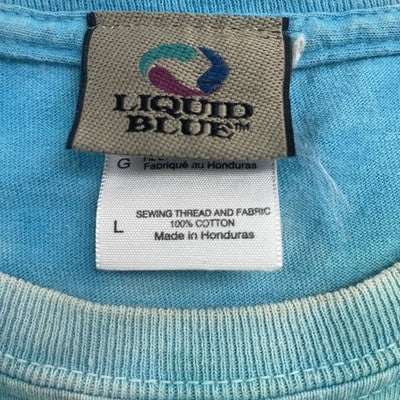 LIQUID
BLUE™
G
Fabriqué au Honduras
L
SEWING THREAD AND FABRIC
100% COTTON
Made in Honduras